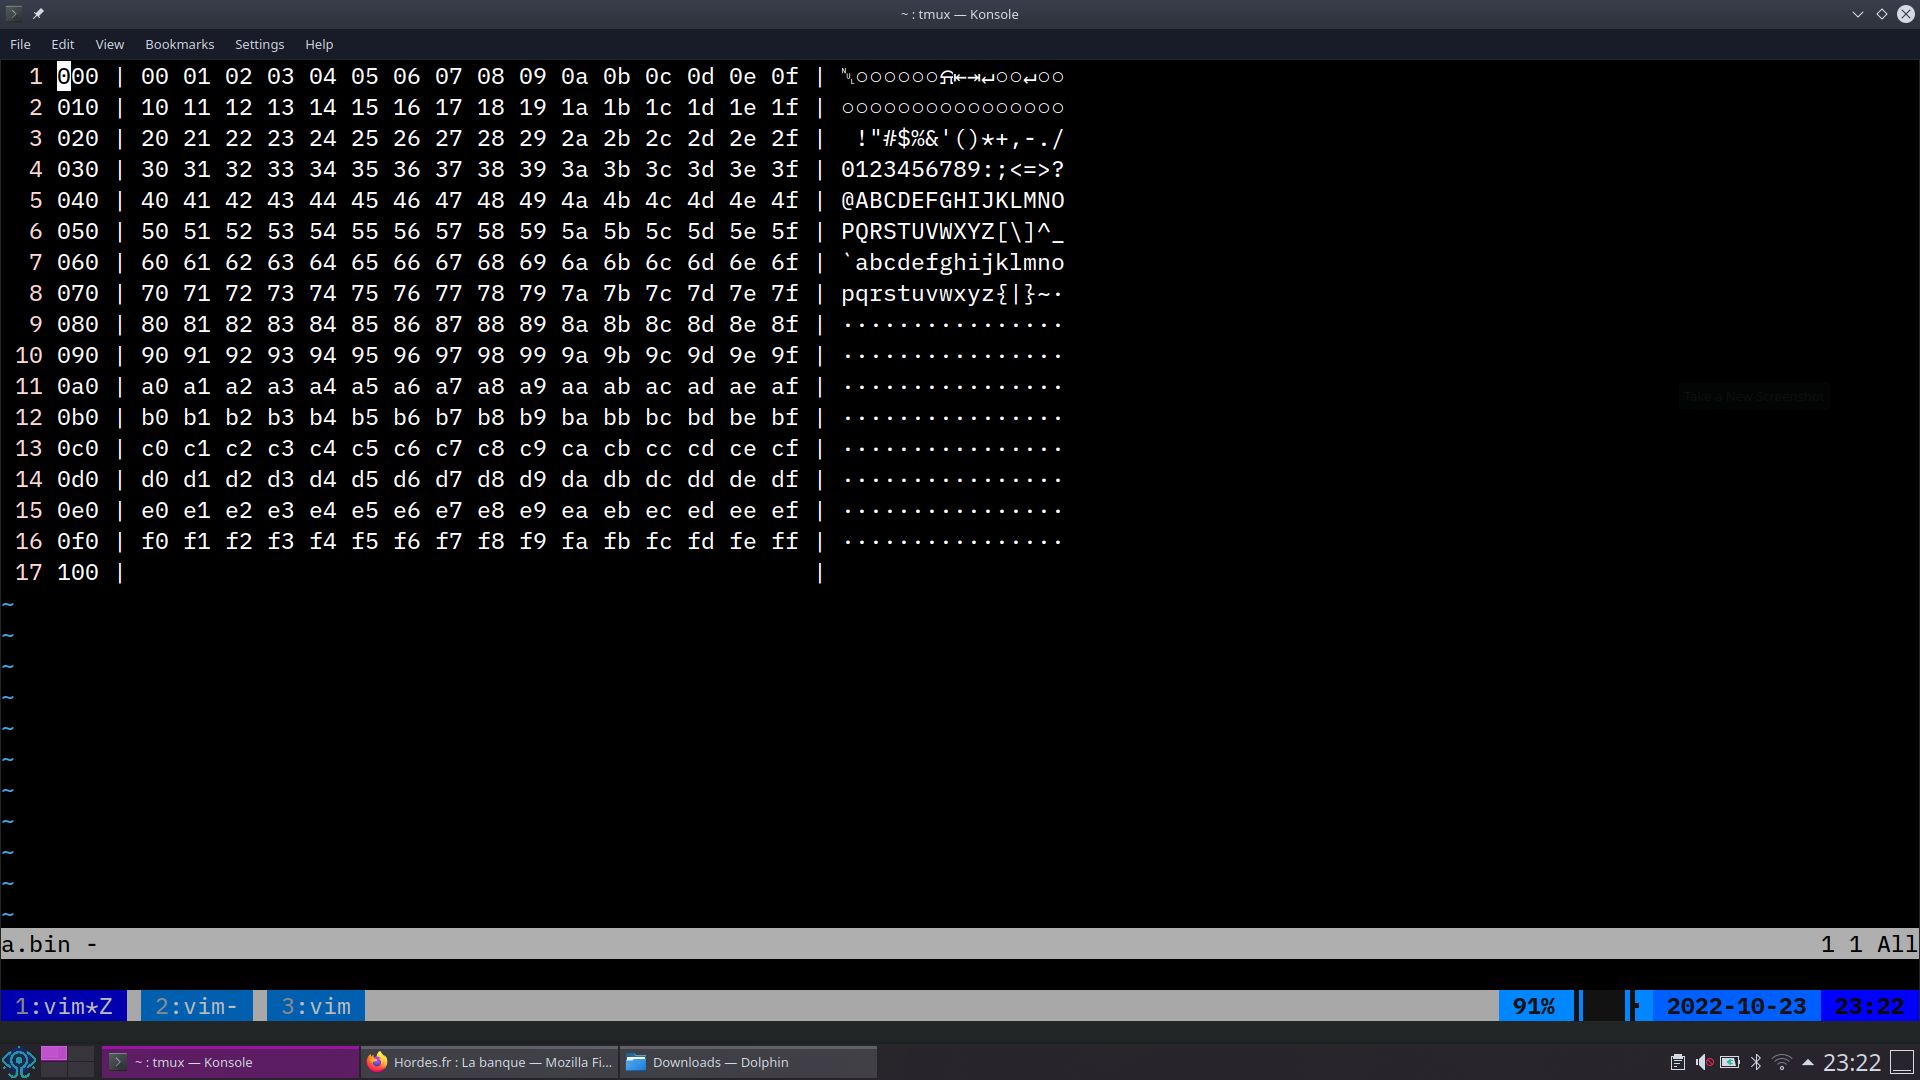 ~ : tmux — Konsole
File Edit View Bookmarks Settings Help
1 000 | 00 01 02 03 04 05 06 07 08 09 0a 0b 0c 0d 0e 0f | ␀○○○○○○⍾⇤⇥↵○○↵○○
2 010 | 10 11 12 13 14 15 16 17 18 19 1a 1b 1c 1d 1e 1f | ○○○○○○○○○○○○○○○○
3 020 | 20 21 22 23 24 25 26 27 28 29 2a 2b 2c 2d 2e 2f |  !"#$%&'()*+,-./
4 030 | 30 31 32 33 34 35 36 37 38 39 3a 3b 3c 3d 3e 3f | 0123456789:;<=>?
5 040 | 40 41 42 43 44 45 46 47 48 49 4a 4b 4c 4d 4e 4f | @ABCDEFGHIJKLMNO
6 050 | 50 51 52 53 54 55 56 57 58 59 5a 5b 5c 5d 5e 5f | PQRSTUVWXYZ[\]^_
7 060 | 60 61 62 63 64 65 66 67 68 69 6a 6b 6c 6d 6e 6f | `abcdefghijklmno
8 070 | 70 71 72 73 74 75 76 77 78 79 7a 7b 7c 7d 7e 7f | pqrstuvwxyz{|}~·
9 080 | 80 81 82 83 84 85 86 87 88 89 8a 8b 8c 8d 8e 8f | ················
10 090 | 90 91 92 93 94 95 96 97 98 99 9a 9b 9c 9d 9e 9f | ················
11 0a0 | a0 a1 a2 a3 a4 a5 a6 a7 a8 a9 aa ab ac ad ae af | ················
Take a New Screenshot
12 0b0 | b0 b1 b2 b3 b4 b5 b6 b7 b8 b9 ba bb bc bd be bf | ················
13 0c0 | c0 c1 c2 c3 c4 c5 c6 c7 c8 c9 ca cb cc cd ce cf | ················
14 0d0 | d0 d1 d2 d3 d4 d5 d6 d7 d8 d9 da db dc dd de df | ················
15 0e0 | e0 e1 e2 e3 e4 e5 e6 e7 e8 e9 ea eb ec ed ee ef | ················
16 0f0 | f0 f1 f2 f3 f4 f5 f6 f7 f8 f9 fa fb fc fd fe ff | ················
17 100 |                                                 |
~
~
~
~
~
~
~
~
~
~
~
a.bin - 1 1 All
1:vim*Z 2:vim- 3:vim 91% 2022-10-23 23:22
~ : tmux — Konsole Hordes.fr : La banque — Mozilla Fi... Downloads — Dolphin 23:22